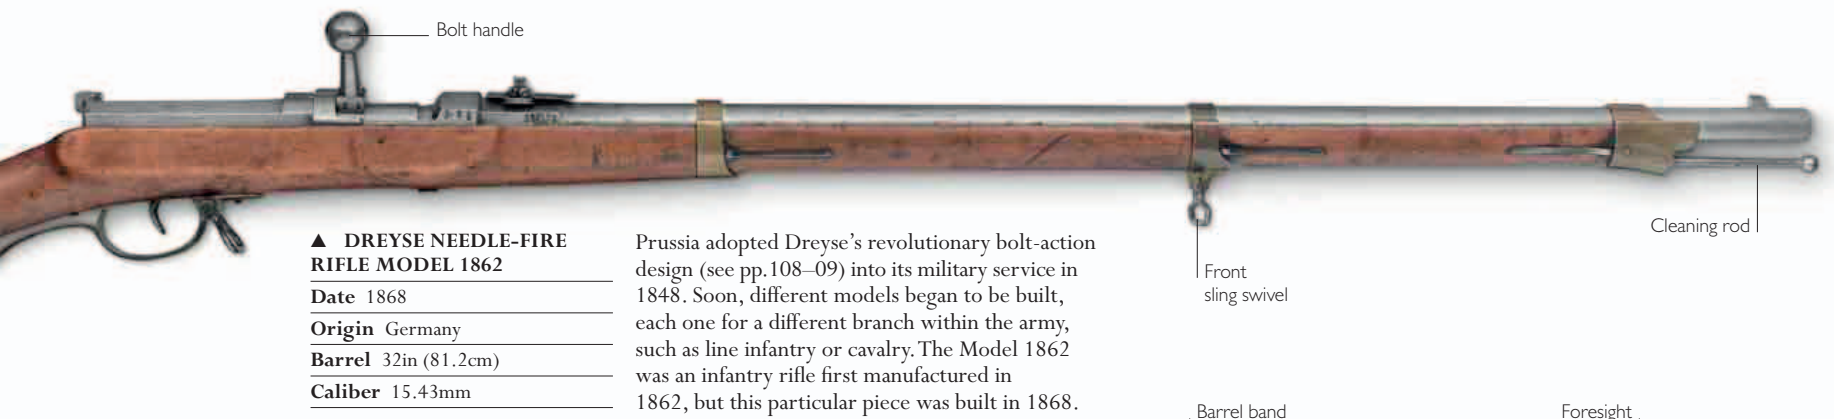 Bolt handle
Cleaning rod
Front
sling swivel
▲ DREYSE NEEDLE-FIRE
RIFLE MODEL 1862
Date 1868
Origin Germany
Barrel 32in (81.2cm)
Caliber 15.43mm
Prussia adopted Dreyse’s revolutionary bolt-action
design (see pp.108–09) into its military service in
1848. Soon, different models began to be built,
each one for a different branch within the army,
such as line infantry or cavalry. The Model 1862
was an infantry rifle first manufactured in
1862, but this particular piece was built in 1868.
Barrel band
Foresight